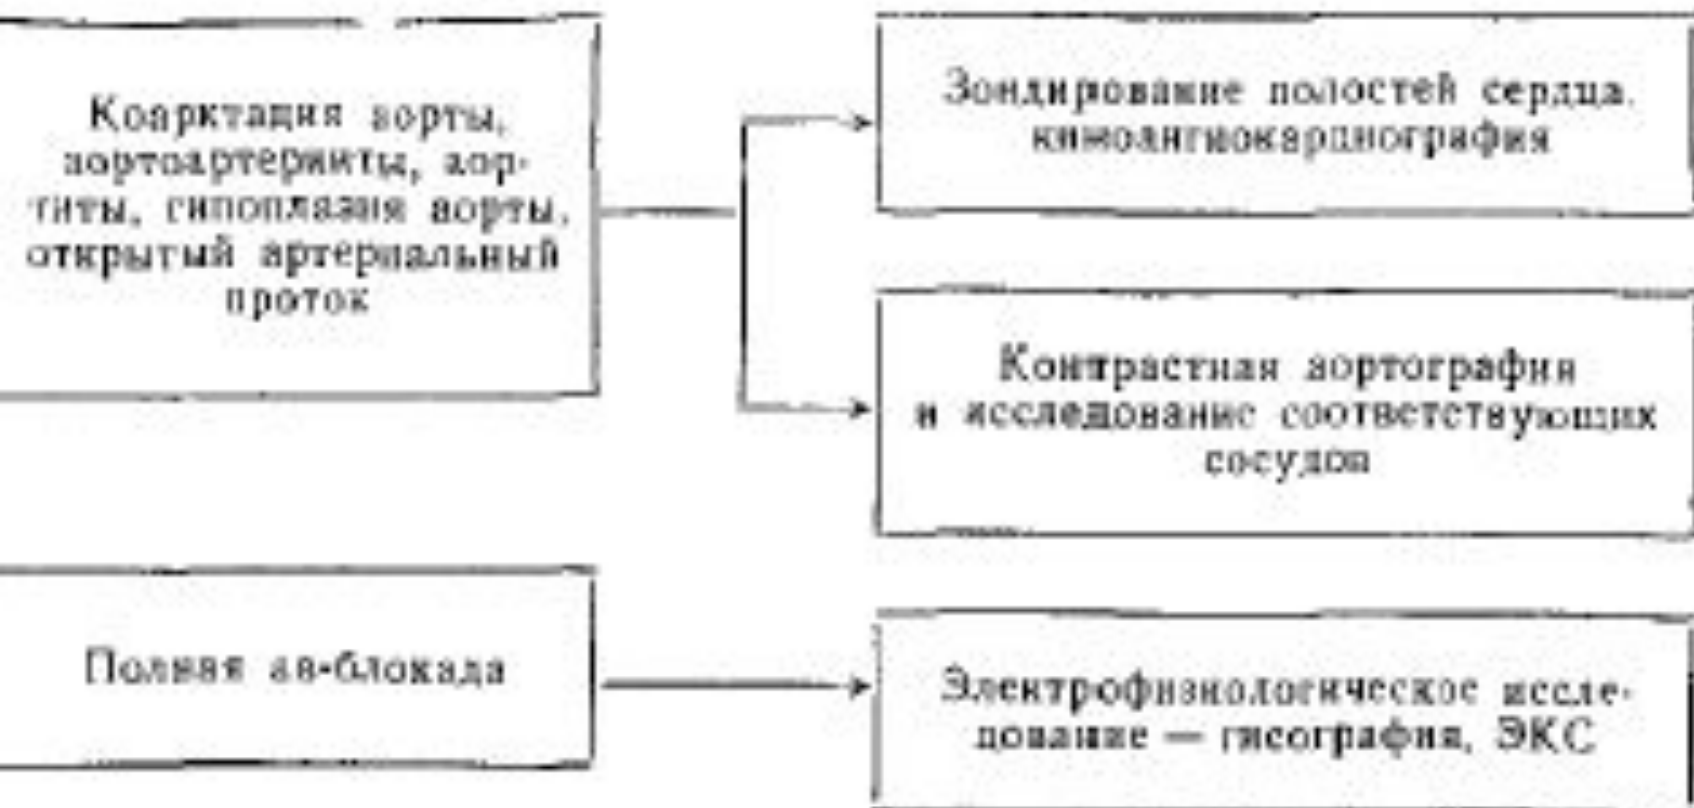 Коарктация аорты,
аортоартерииты, аор-
титы, гипоплазия аорты,
открытый артериальный
проток
Зондирование полостей сердца,
киноангиокардиография
Контрастная аортография
и исследование соответствующих
сосудов
Полная ав-блокада
Электрофизиологическое иссле-
дование — гисография, ЭКС